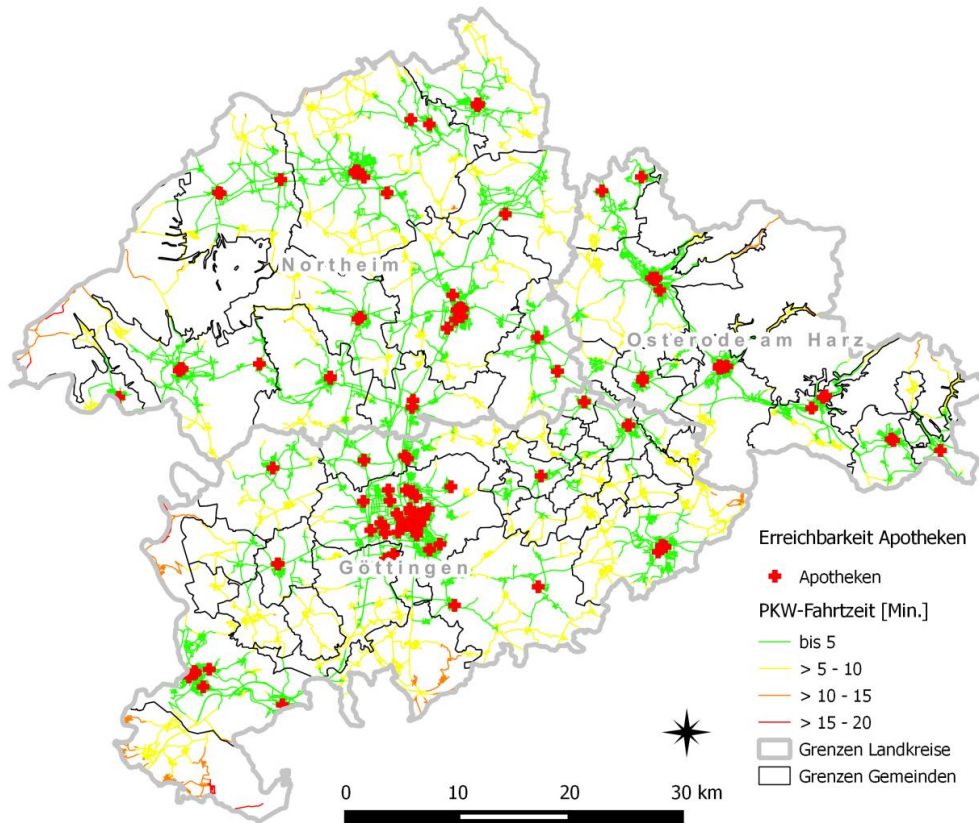 Northeim
Osterode am Harz
Göttingen
Erreichbarkeit Apotheken
Apotheken
PKW-Fahrtzeit [Min.]
bis 5
> 5 - 10
> 10 - 15
> 15 - 20
Grenzen Landkreise
Grenzen Gemeinden
0 10 20 30 km